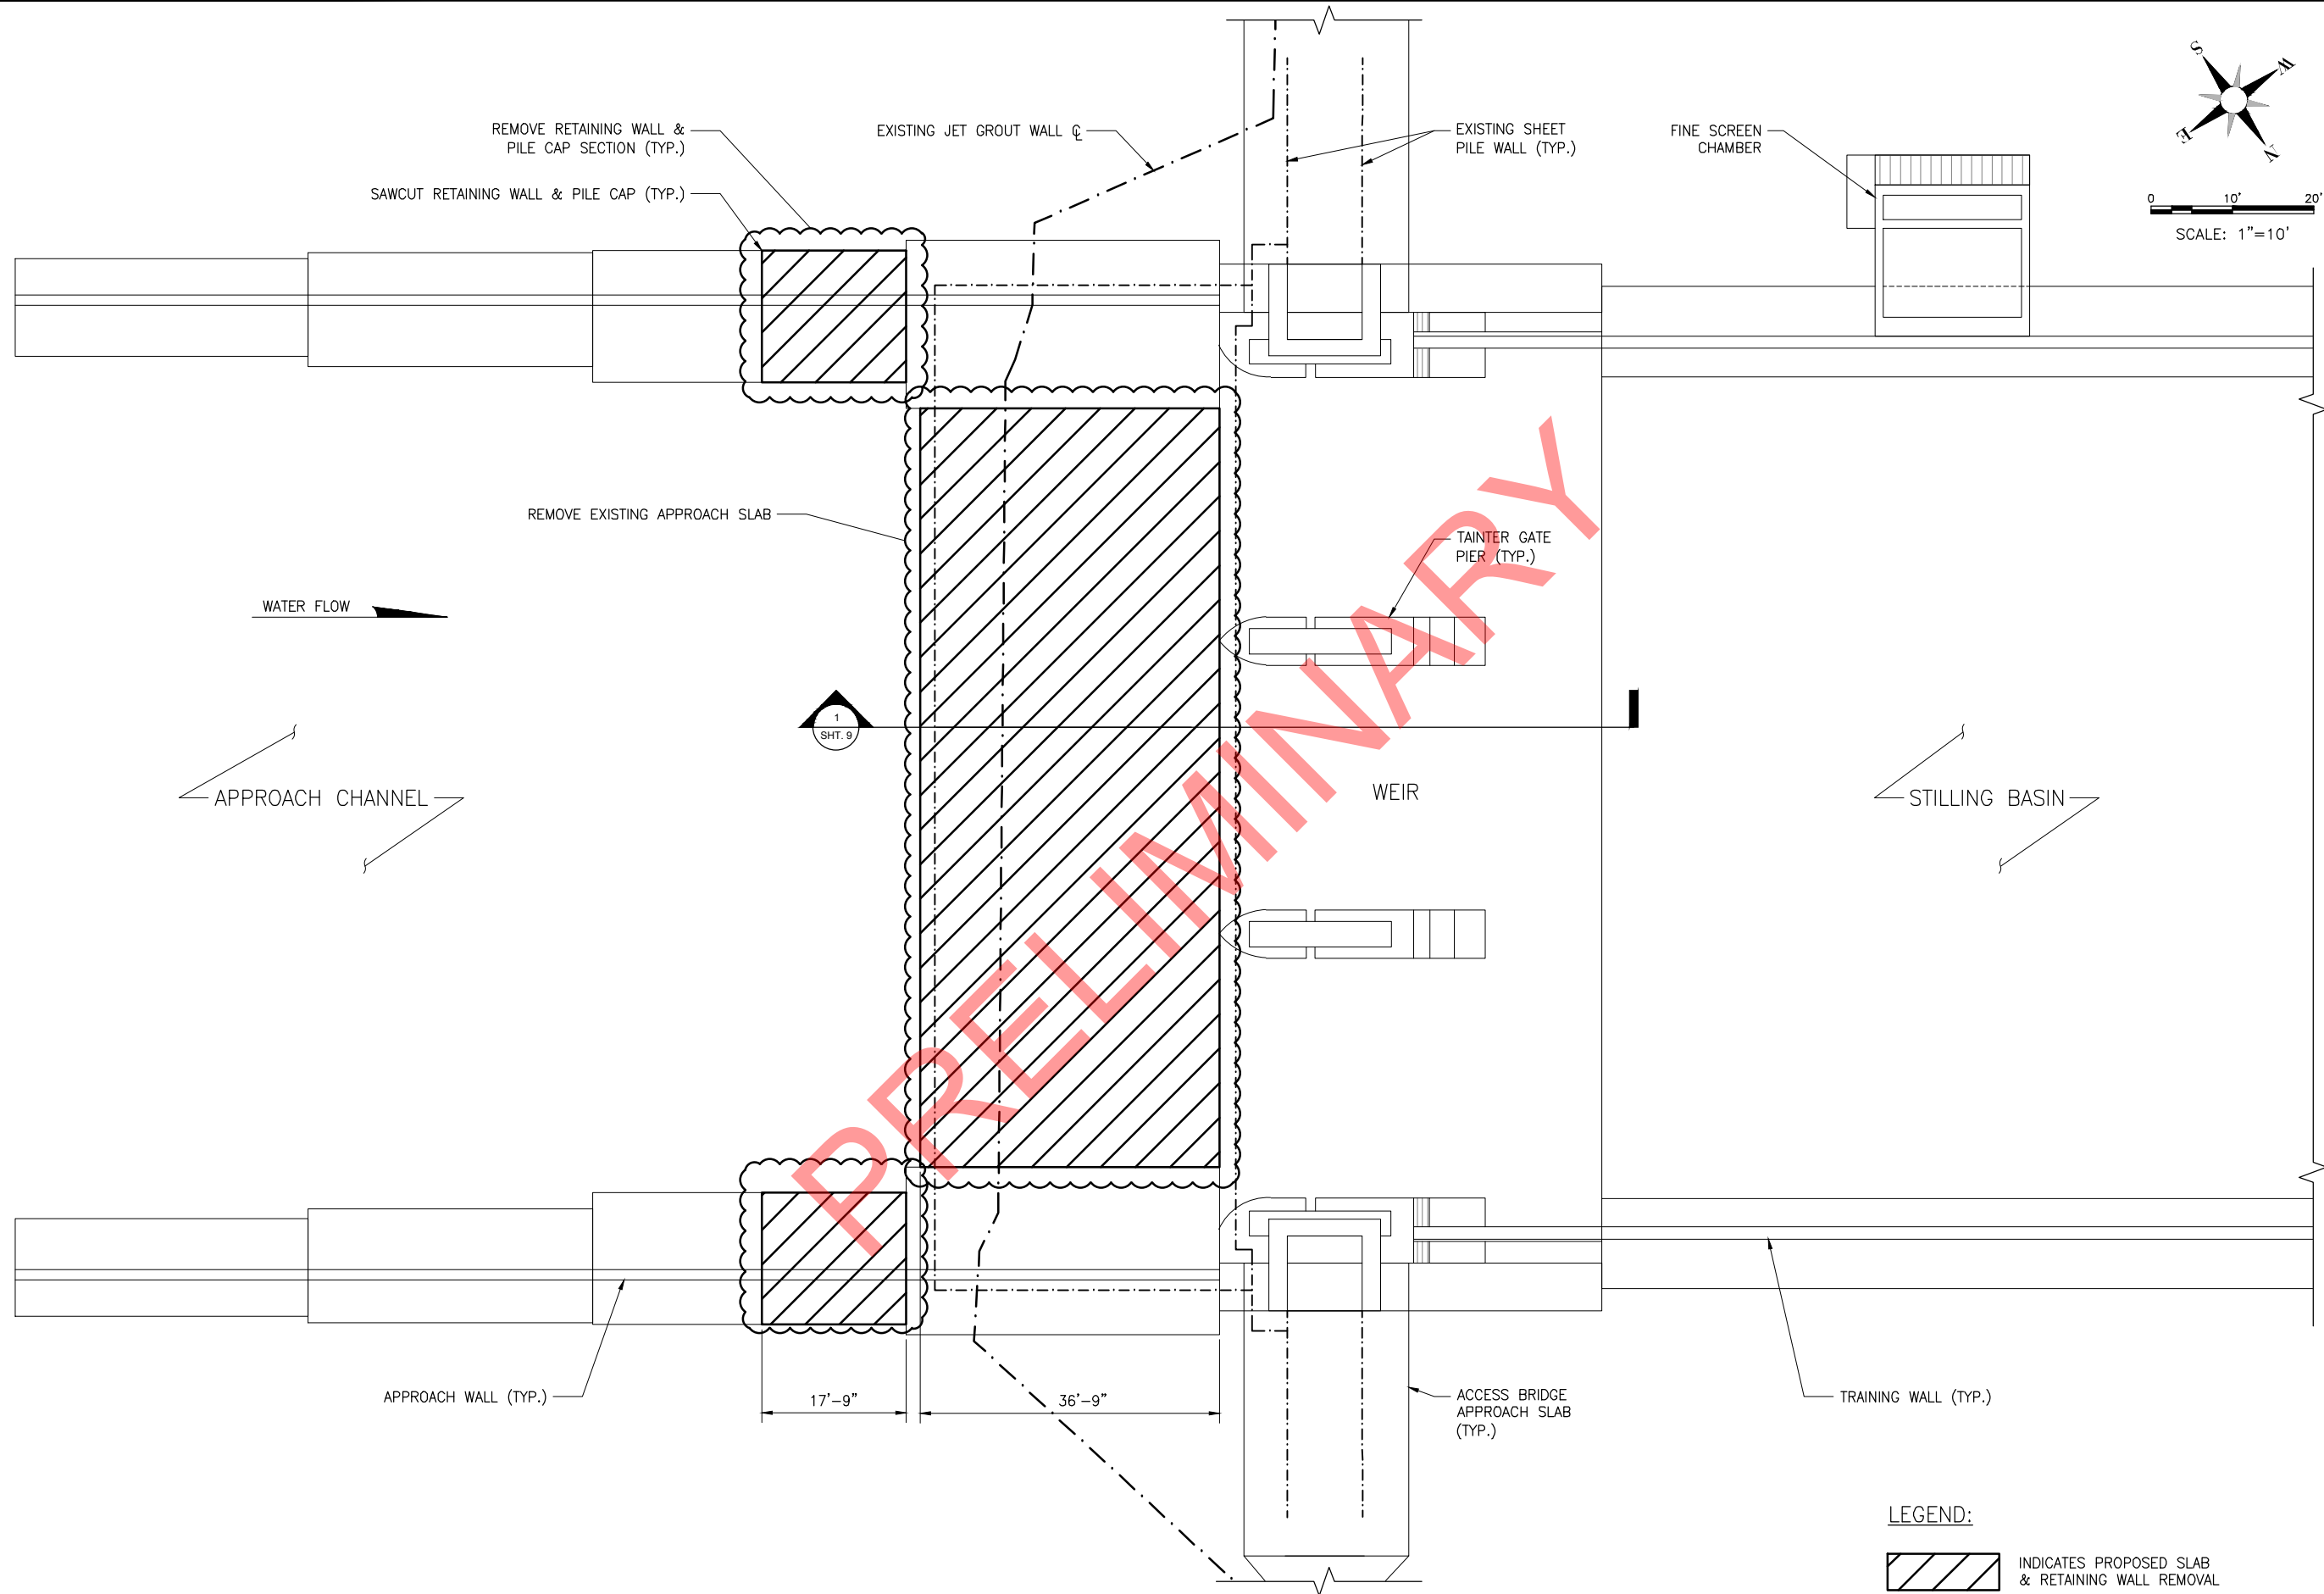 REMOVE RETAINING WALL &
PILE CAP SECTION (TYP.)
SAWCUT RETAINING WALL & PILE CAP (TYP.)
EXISTING JET GROUT WALL ℄
EXISTING SHEET
PILE WALL (TYP.)
FINE SCREEN
CHAMBER
S
W
E
N
0 10' 20'
SCALE: 1"=10'
REMOVE EXISTING APPROACH SLAB
TAINTER GATE
PIER (TYP.)
WATER FLOW
1
SHT. 9
APPROACH CHANNEL
WEIR
STILLING BASIN
PRELIMINARY
APPROACH WALL (TYP.)
17'-9"
36'-9"
ACCESS BRIDGE
APPROACH SLAB
(TYP.)
TRAINING WALL (TYP.)
LEGEND:
INDICATES PROPOSED SLAB
& RETAINING WALL REMOVAL